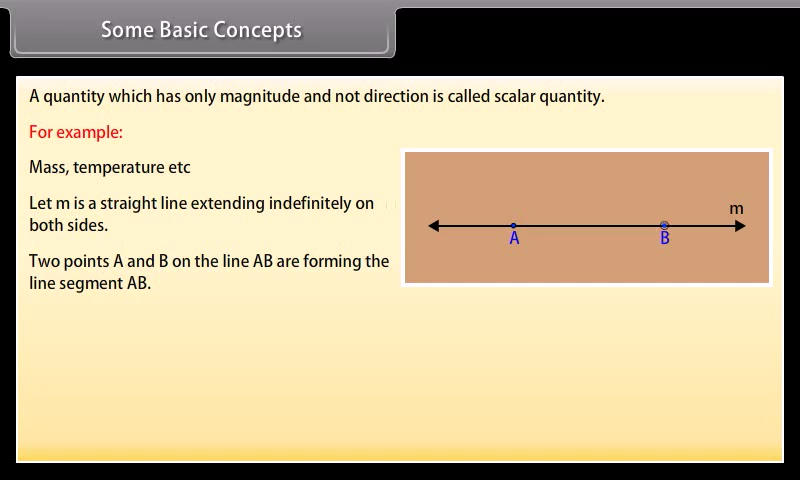 Some Basic Concepts
A quantity which has only magnitude and not direction is called scalar quantity.
For example:
Mass, temperature etc
Let m is a straight line extending indefinitely on
both sides.
Two points A and B on the line AB are forming the
line segment AB.
m
A B